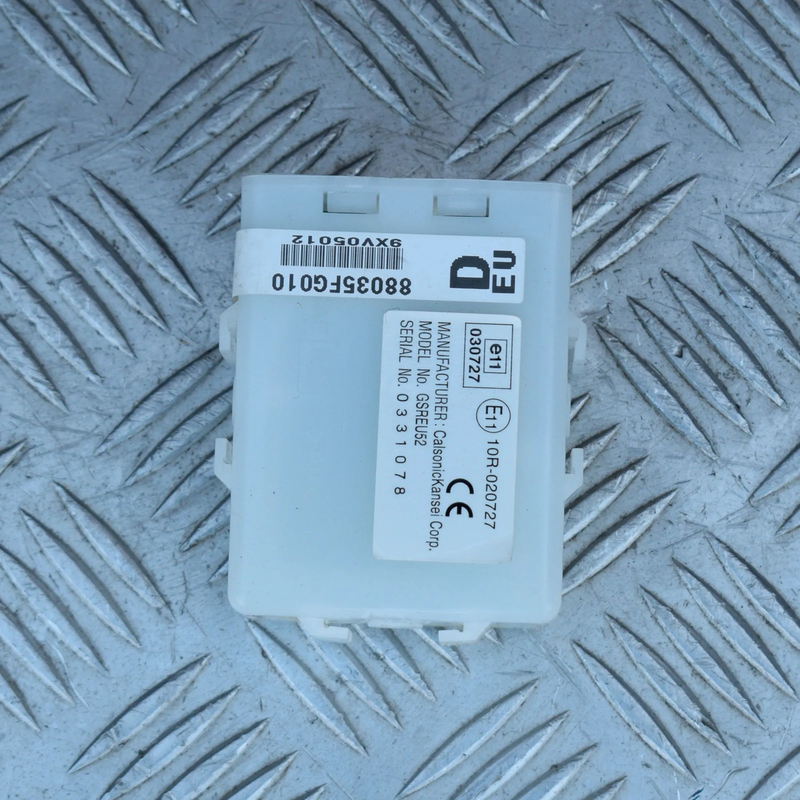 D
EU
88035FG010
9XV05012
e11
030727
E11 10R-020727
CE
MANUFACTURER : CalsonicKansei Corp.
MODEL No. GSREU52
SERIAL No. 0331078